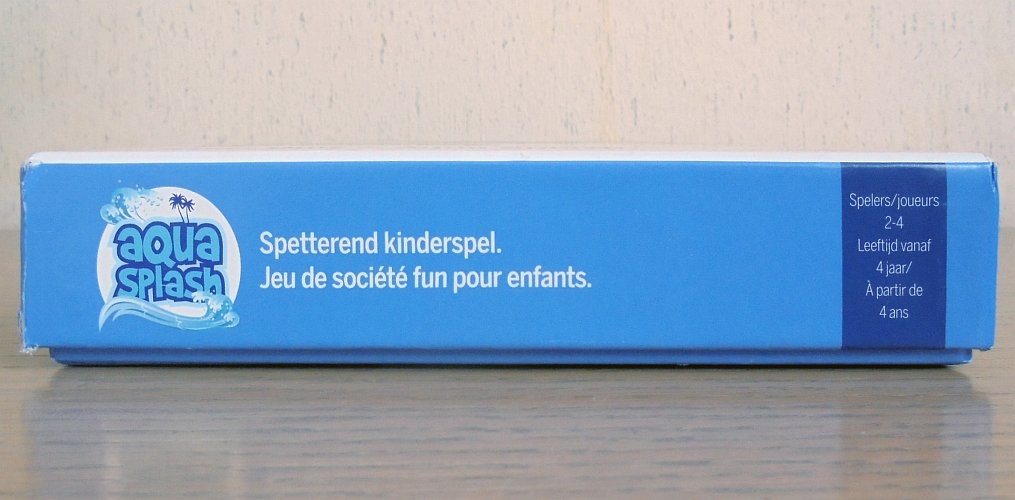 AQUA
SPLASH
Spetterend kinderspel.
Jeu de société fun pour enfants.
Spelers/joueurs
2-4
Leeftijd vanaf
4 jaar/
À partir de
4 ans